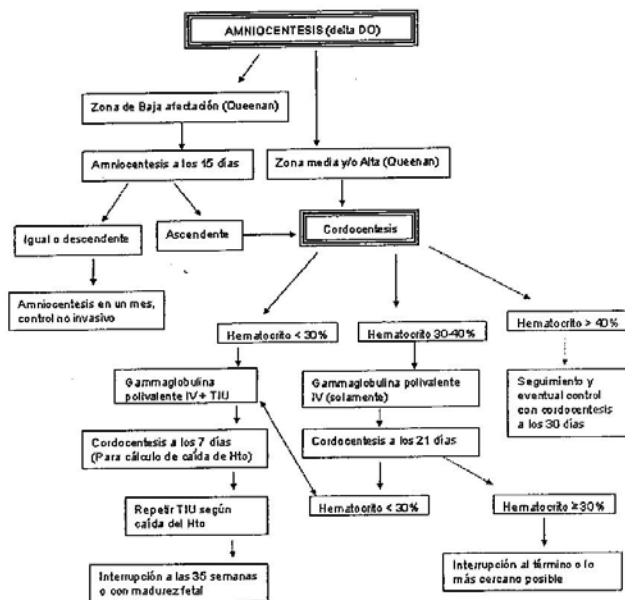 AMNIOCENTESIS (delta DO)
Zona de Baja afectación (Queenan)
Amniocentesis a los 15 días
Zona media y/o Alta (Queenan)
Igual o descendente
Ascendente
Cordocentesis
Amniocentesis en un mes,
control no invasivo
Hematocrito < 30%
Hematocrito 30-40%
Hematocrito > 40%
Gammaglobulina
polivalente IV + TIU
Gammaglobulina polivalente
IV (solamente)
Seguimiento y
eventual control
con cordocentesis
a los 30 días
Cordocentesis a los 7 días
(Para cálculo de caída de Hto)
Cordocentesis a los 21 días
Repetir TIU según
caída del Hto
Hematocrito < 30%
Hematocrito ≥ 30%
Interrupción a las 35 semanas
o con madurez fetal
Interrupción al término o lo
más cercano posible